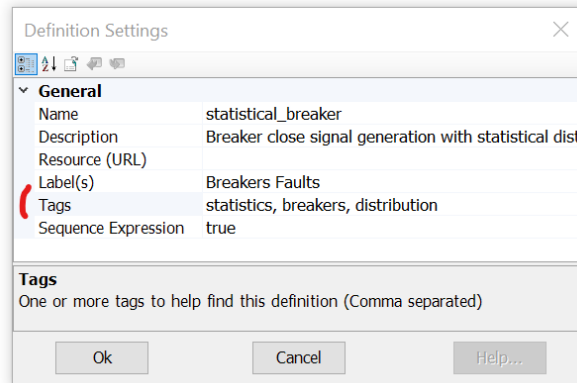 Definition Settings
General
Name statistical_breaker
Description Breaker close signal generation with statistical dist
Resource (URL)
Label(s) Breakers Faults
Tags statistics, breakers, distribution
Sequence Expression true
Tags
One or more tags to help find this definition (Comma separated)
Ok Cancel Help...